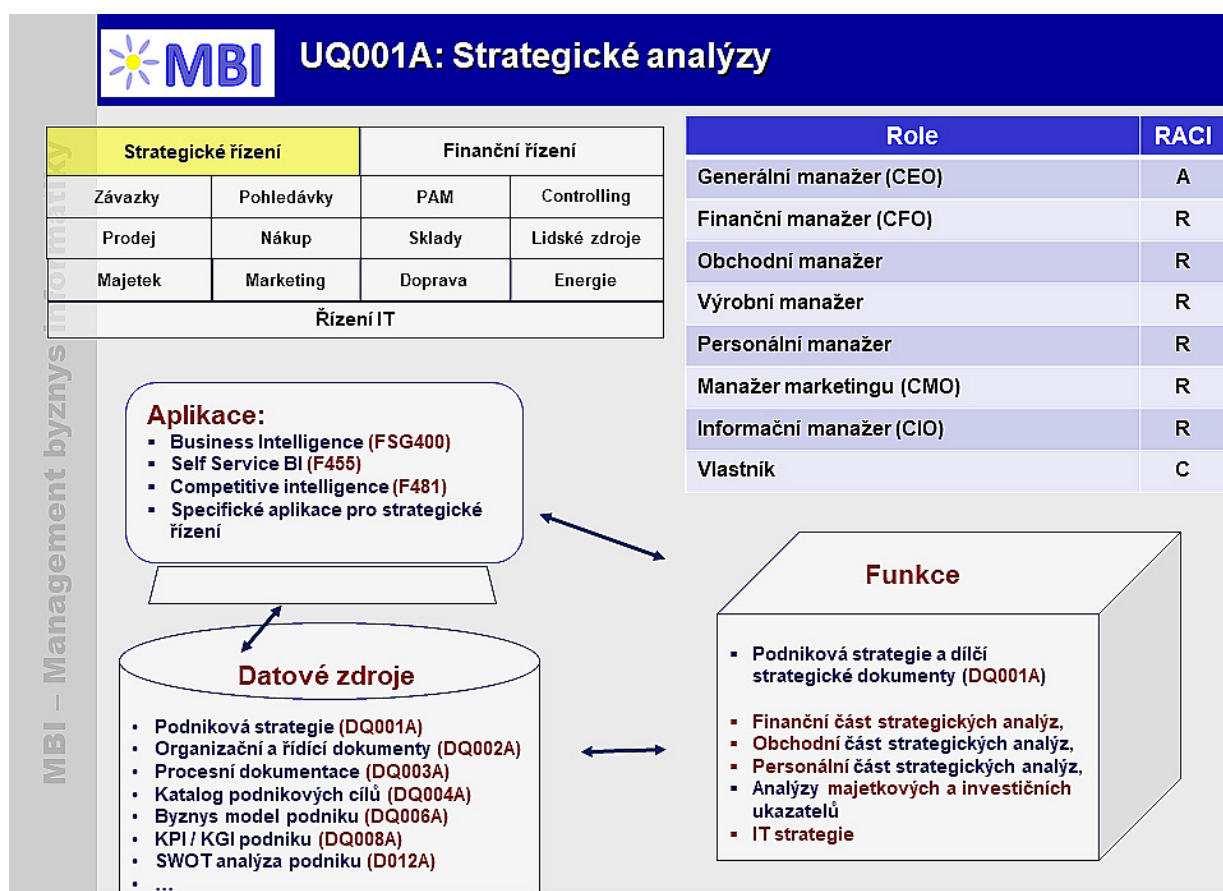 MBI
UQ001A: Strategické analýzy
MBI – Management byznys informatiky
Strategické řízení
Finanční řízení
Závazky
Pohledávky
PAM
Controlling
Prodej
Nákup
Sklady
Lidské zdroje
Majetek
Marketing
Doprava
Energie
Řízení IT
Role RACI
Generální manažer (CEO) A
Finanční manažer (CFO) R
Obchodní manažer R
Výrobní manažer R
Personální manažer R
Manažer marketingu (CMO) R
Informační manažer (CIO) R
Vlastník C
Aplikace:
▪ Business Intelligence (FSG400)
▪ Self Service BI (F455)
▪ Competitive intelligence (F481)
▪ Specifické aplikace pro strategické
řízení
Datové zdroje
• Podniková strategie (DQ001A)
• Organizační a řídící dokumenty (DQ002A)
• Procesní dokumentace (DQ003A)
• Katalog podnikových cílů (DQ004A)
• Byznys model podniku (DQ006A)
• KPI / KGI podniku (DQ008A)
• SWOT analýza podniku (D012A)
• ...
Funkce
▪ Podniková strategie a dílčí
strategické dokumenty (DQ001A)
▪ Finanční část strategických analýz,
▪ Obchodní část strategických analýz,
▪ Personální část strategických analýz,
▪ Analýzy majetkových a investičních
ukazatelů
▪ IT strategie